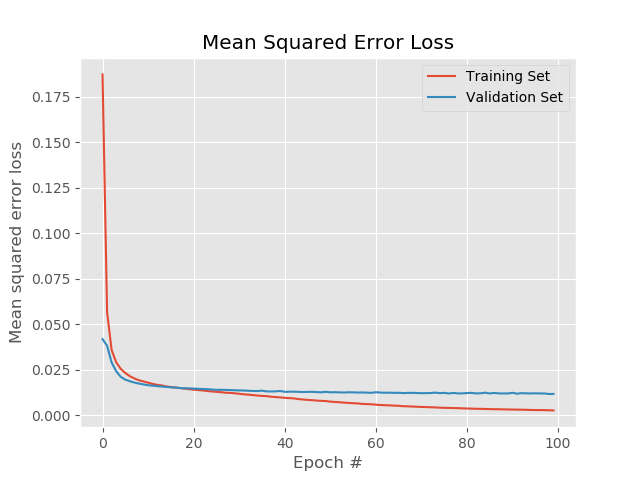 Mean Squared Error Loss
Training Set
Validation Set
Mean squared error loss
0.175
0.150
0.125
0.100
0.075
0.050
0.025
0.000
0 20 40 60 80 100
Epoch #